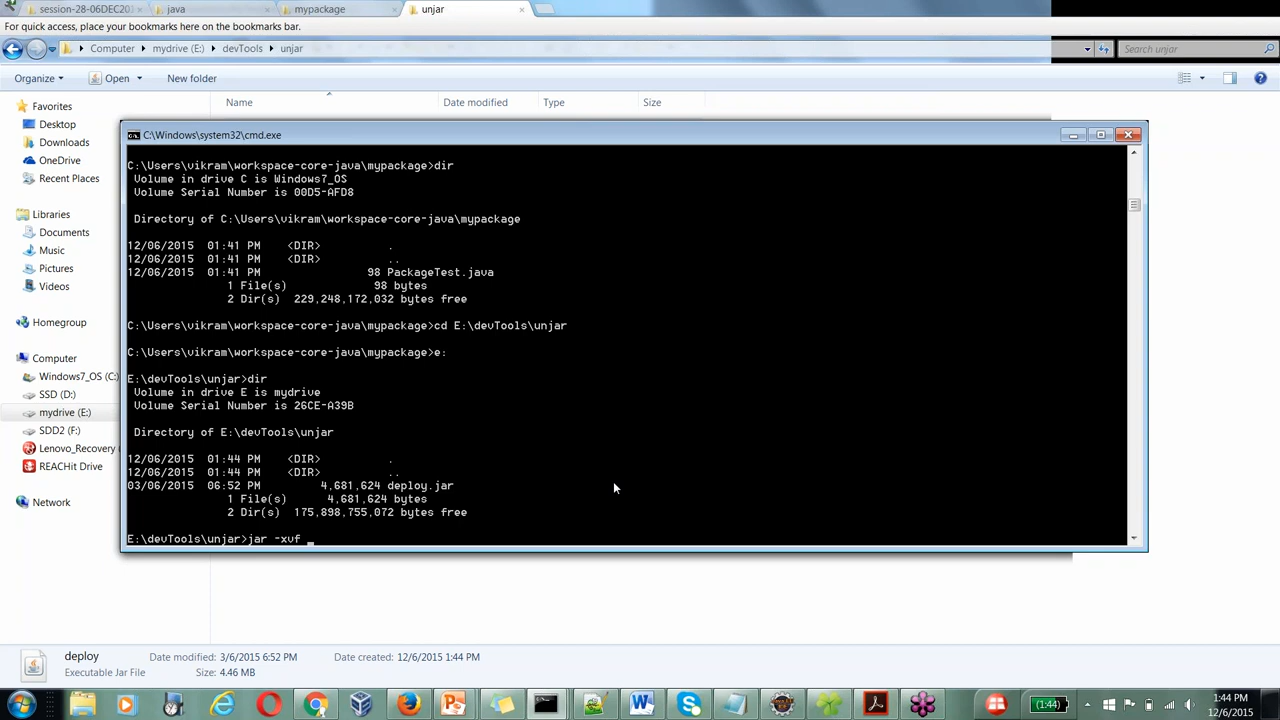 session-28-06DEC201
java
mypackage
unjar
For quick access, place your bookmarks here on the bookmarks bar.
Computer
mydrive (E:)
devTools
unjar
Search unjar
Organize
Open
New folder
Favorites
Desktop
Downloads
OneDrive
Recent Places
Libraries
Documents
Music
Pictures
Videos
Homegroup
Computer
Windows7_OS (C:)
SSD (D:)
mydrive (E:)
SDD2 (F:)
Lenovo_Recovery
REACHit Drive
Network
Name
Date modified
Type
Size
C:\Windows\system32\cmd.exe
C:\Users\vikram\workspace-core-java\mypackage>dir
Volume in drive C is Windows7_OS
Volume Serial Number is 00D5-AFD8
Directory of C:\Users\vikram\workspace-core-java\mypackage
12/06/2015 01:41 PM <DIR> .
12/06/2015 01:41 PM <DIR> ..
12/06/2015 01:41 PM 98 PackageTest.java
1 File(s) 98 bytes
2 Dir(s) 229,248,172,032 bytes free
C:\Users\vikram\workspace-core-java\mypackage>cd E:\devTools\unjar
C:\Users\vikram\workspace-core-java\mypackage>e:
E:\devTools\unjar>dir
Volume in drive E is mydrive
Volume Serial Number is 26CE-A39B
Directory of E:\devTools\unjar
12/06/2015 01:44 PM <DIR> .
12/06/2015 01:44 PM <DIR> ..
03/06/2015 06:52 PM 4,681,624 deploy.jar
1 File(s) 4,681,624 bytes
2 Dir(s) 175,898,755,072 bytes free
E:\devTools\unjar>jar -xvf _
deploy
Date modified: 3/6/2015 6:52 PM
Date created: 12/6/2015 1:44 PM
Executable Jar File
Size: 4.46 MB
(1:44)
1:44 PM
12/6/2015